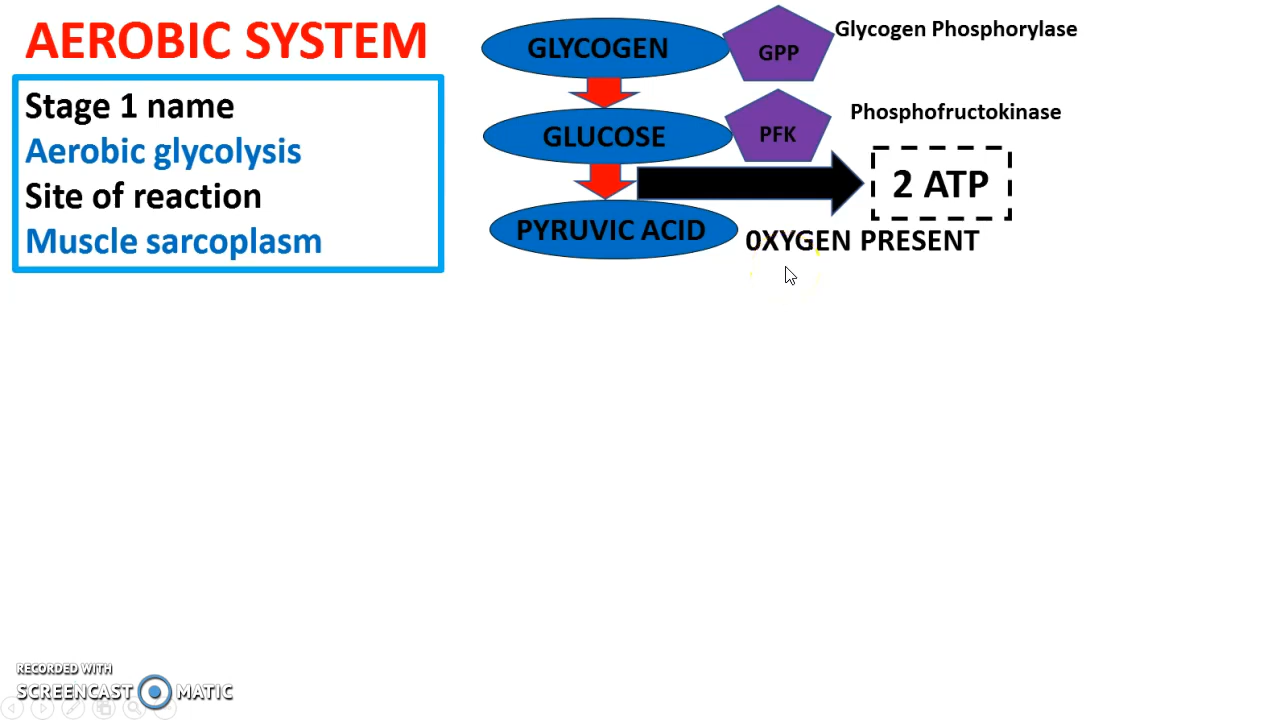 AEROBIC SYSTEM
Stage 1 name
Aerobic glycolysis
Site of reaction
Muscle sarcoplasm
GLYCOGEN
GPP
Glycogen Phosphorylase
GLUCOSE
PFK
Phosphofructokinase
2 ATP
PYRUVIC ACID
0XYGEN PRESENT
RECORDED WITH
SCREENCAST MATIC